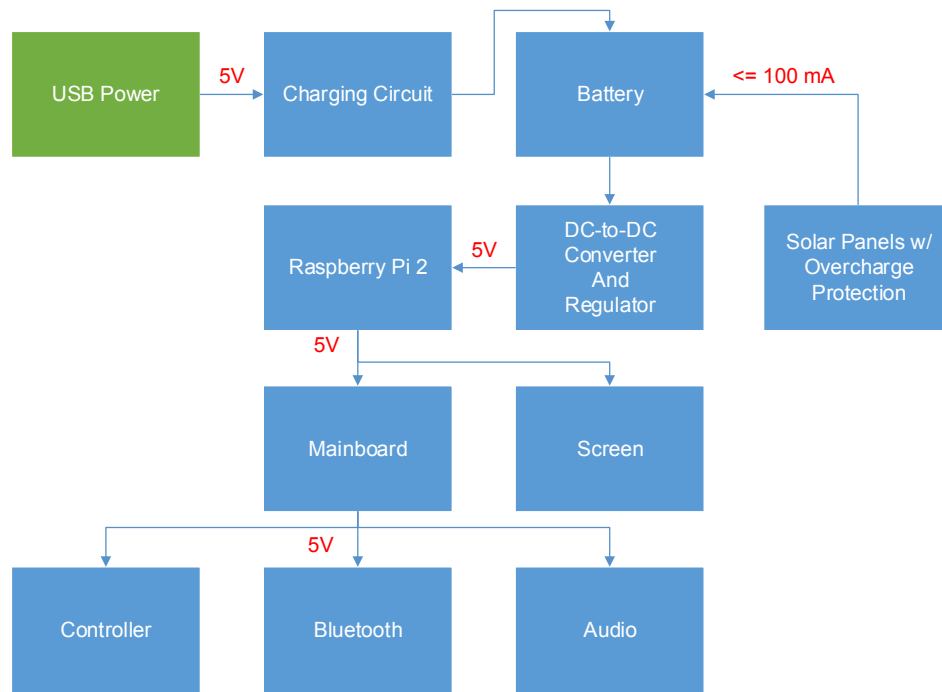 USB Power
5V
Charging Circuit
Battery
<= 100 mA
Raspberry Pi 2
5V
DC-to-DC
Converter
And
Regulator
Solar Panels w/
Overcharge
Protection
5V
Mainboard
Screen
5V
Controller
Bluetooth
Audio